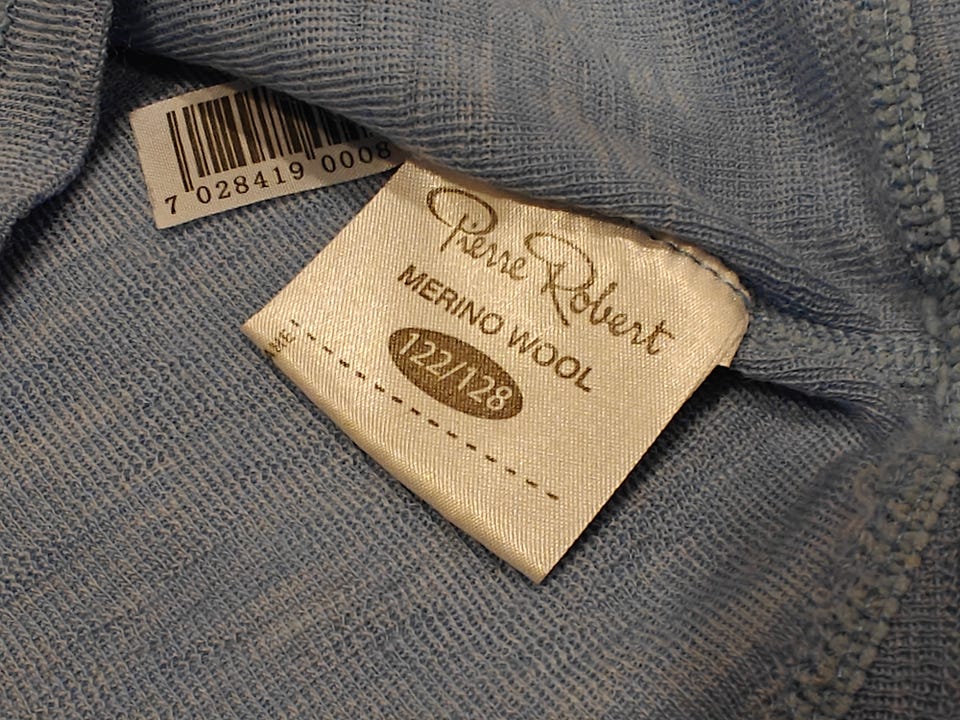 7 028419 0008
Pierre Robert
MERINO WOOL
122/128